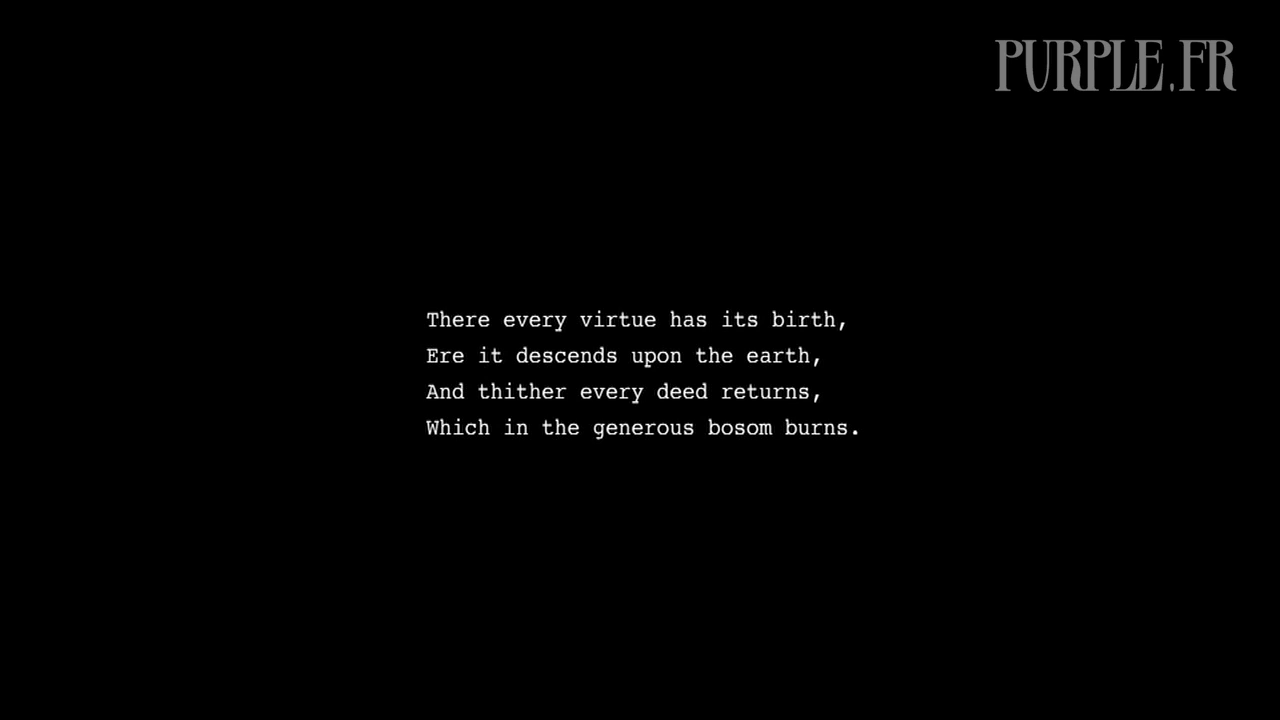 PURPLE.FR
There every virtue has its birth,
Ere it descends upon the earth,
And thither every deed returns,
Which in the generous bosom burns.